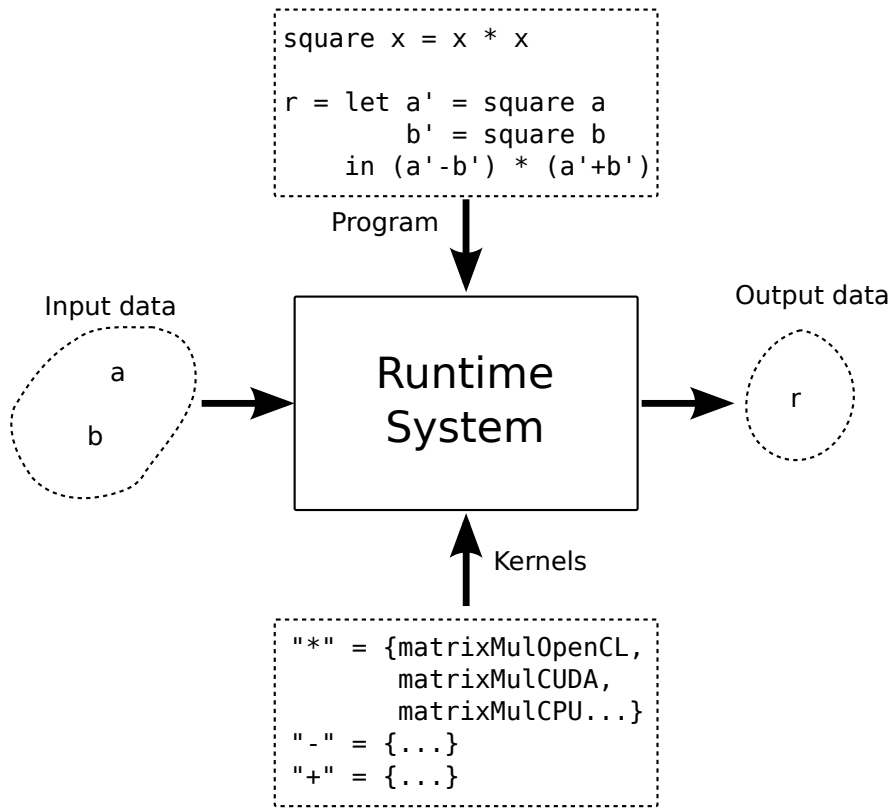 square x = x * x
r = let a' = square a
        b' = square b
    in (a'-b') * (a'+b')
Program
Input data
a
b
Runtime
System
Output data
r
Kernels
"*" = {matrixMulOpenCL,
       matrixMulCUDA,
       matrixMulCPU...}
"-" = {...}
"+" = {...}